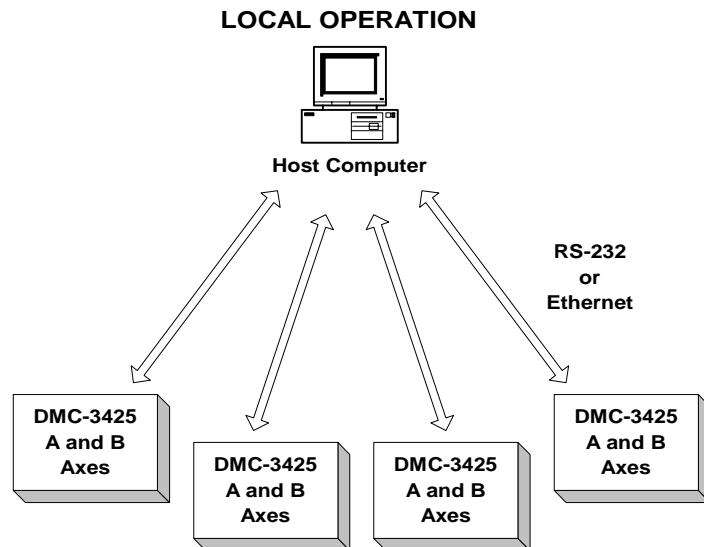 LOCAL OPERATION
Host Computer
RS-232
or
Ethernet
DMC-3425
A and B
Axes
DMC-3425
A and B
Axes
DMC-3425
A and B
Axes
DMC-3425
A and B
Axes